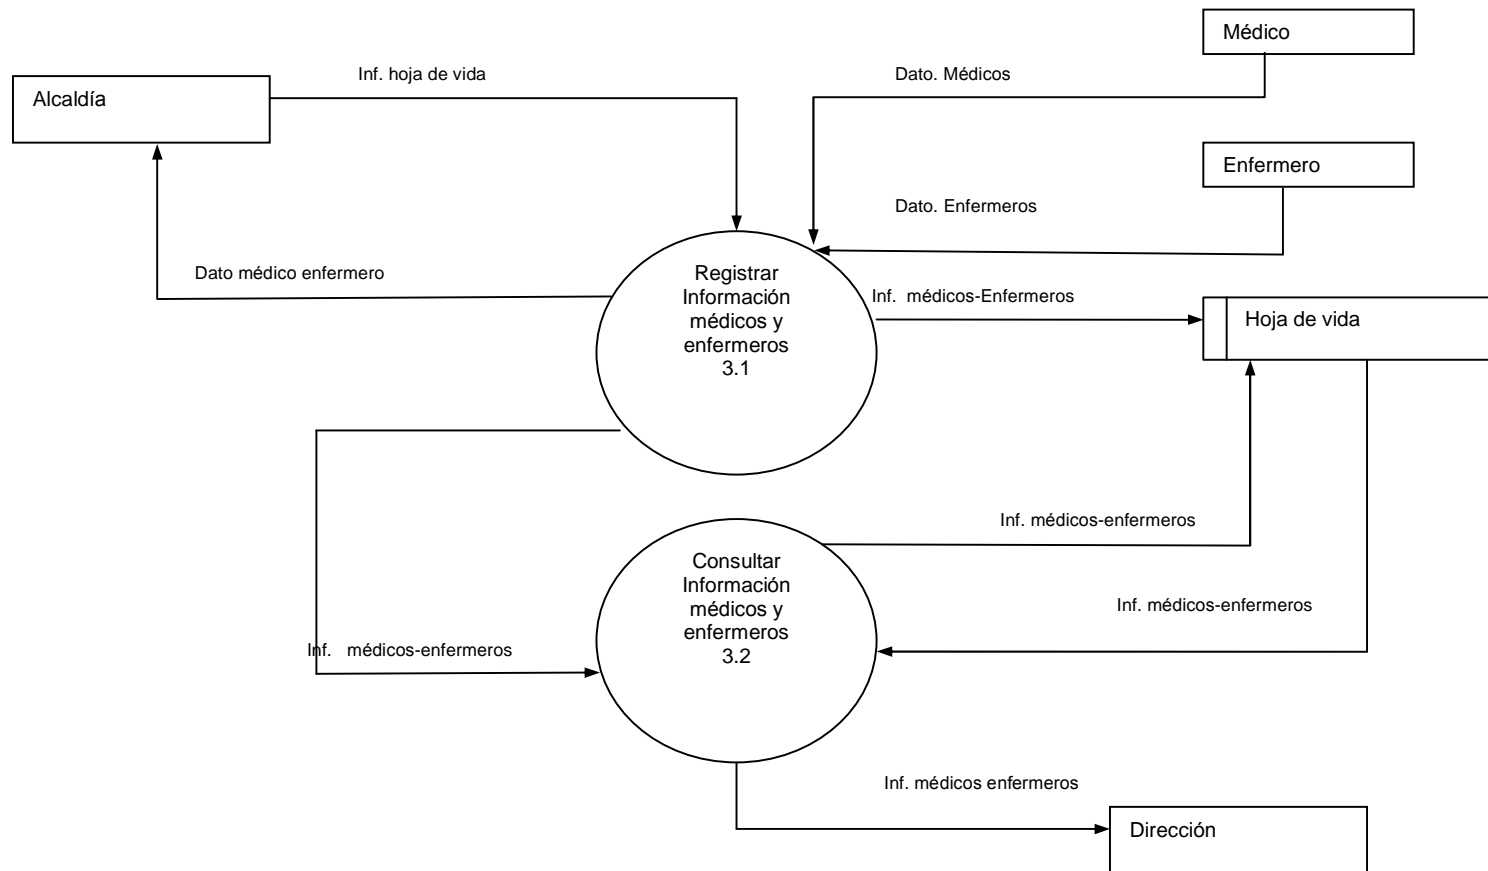 Médico
Inf. hoja de vida
Dato. Médicos
Alcaldía
Enfermero
Dato. Enfermeros
Dato médico enfermero
Registrar
Información
médicos y
enfermeros
3.1
Inf. médicos-Enfermeros
Hoja de vida
Inf. médicos-enfermeros
Consultar
Información
médicos y
enfermeros
3.2
Inf. médicos-enfermeros
Inf. médicos-enfermeros
Inf. médicos enfermeros
Dirección